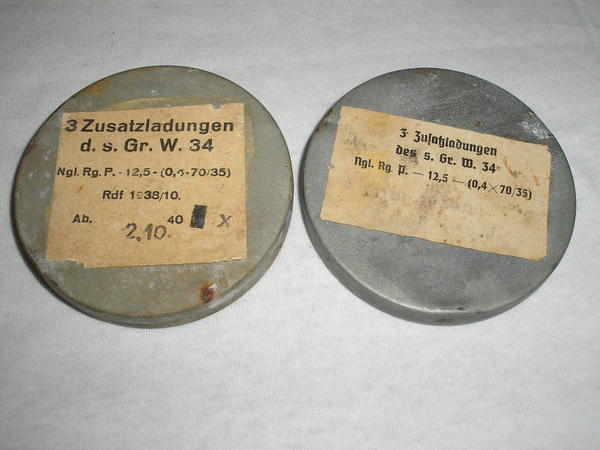 3 Zusatzladungen
d. s. Gr. W. 34
Ngl. Rg. P. - 12,5 - (0,4 - 70/35)
Rdf 1938/10.
Ab. 2.10. 40 X
3 Zusatzladungen
des s. Gr. W. 34
Ngl. Rg. P. — 12,5 — (0,4 × 70/35)